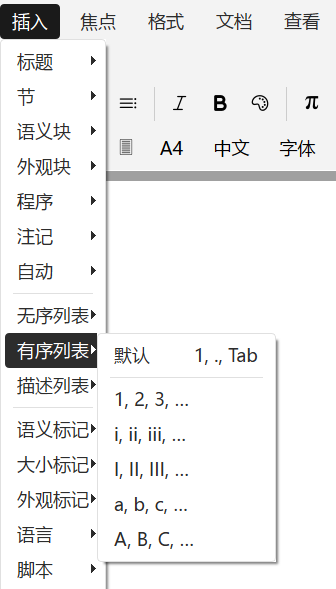 插入 焦点 格式 文档 查看
标题
节
语义块
外观块
程序
注记
自动
无序列表
有序列表
描述列表
语义标记
大小标记
外观标记
语言
脚本
I B π
A4 中文 字体
默认 1, ., Tab
1, 2, 3, ...
i, ii, iii, ...
I, II, III, ...
a, b, c, ...
A, B, C, ...